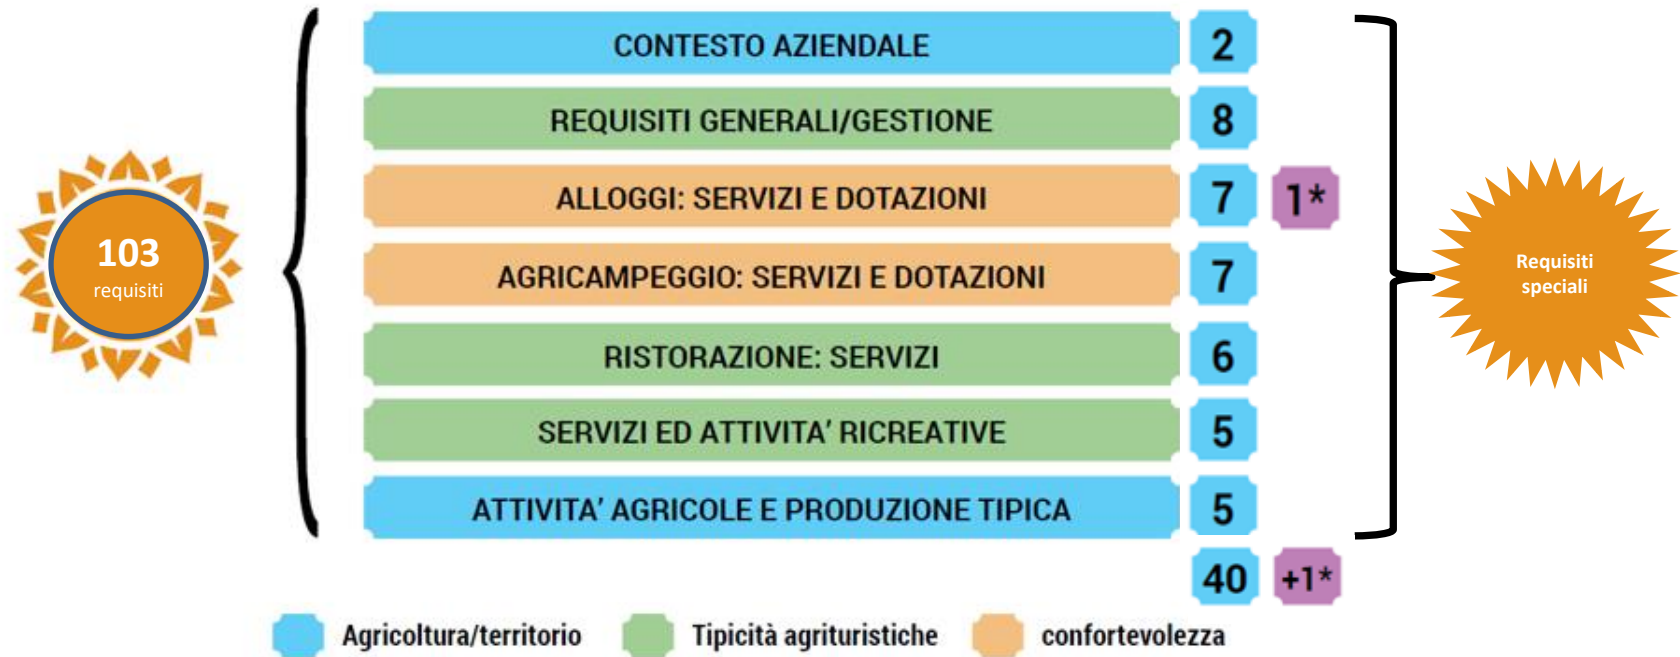 103
requisiti
CONTESTO AZIENDALE 2
REQUISITI GENERALI/GESTIONE 8
ALLOGGI: SERVIZI E DOTAZIONI 7 1*
AGRICAMPEGGIO: SERVIZI E DOTAZIONI 7
RISTORAZIONE: SERVIZI 6
SERVIZI ED ATTIVITA' RICREATIVE 5
ATTIVITA' AGRICOLE E PRODUZIONE TIPICA 5
40 +1*
Requisiti
speciali
Agricoltura/territorio Tipicità agrituristiche confortevolezza